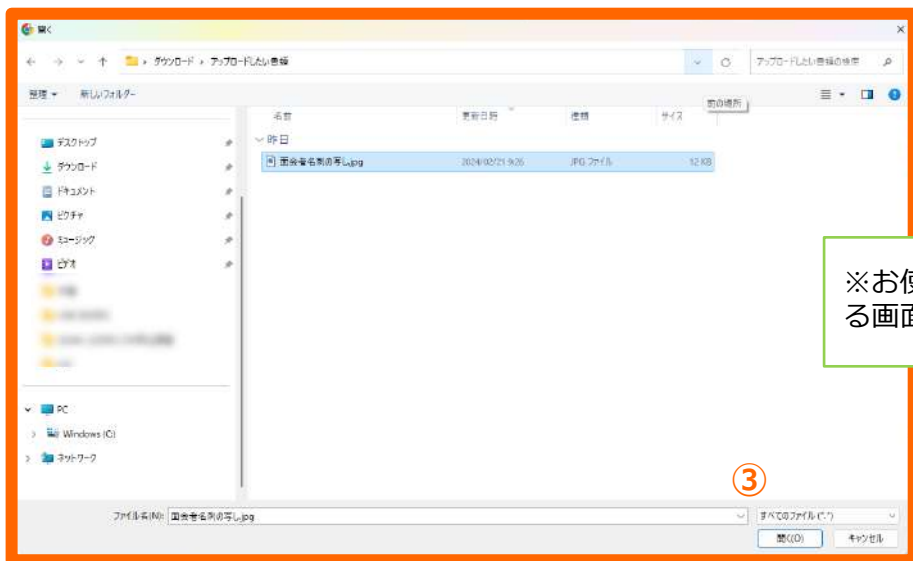 開く
ダウンロード › アップロードしたい書類
アップロードしたい書類の検索
整理 新しいフォルダー
前の場所
名前 更新日時 種類 サイズ
昨日
面会者名刺の写し.jpg 2024/02/21 9:26 JPG ファイル 12 KB
デスクトップ
ダウンロード
ドキュメント
ピクチャ
ミュージック
ビデオ
※お使
る画面
PC
Windows (C:)
ネットワーク
③
ファイル名(N): 面会者名刺の写し.jpg
すべてのファイル (*.*)
開く(O) キャンセル